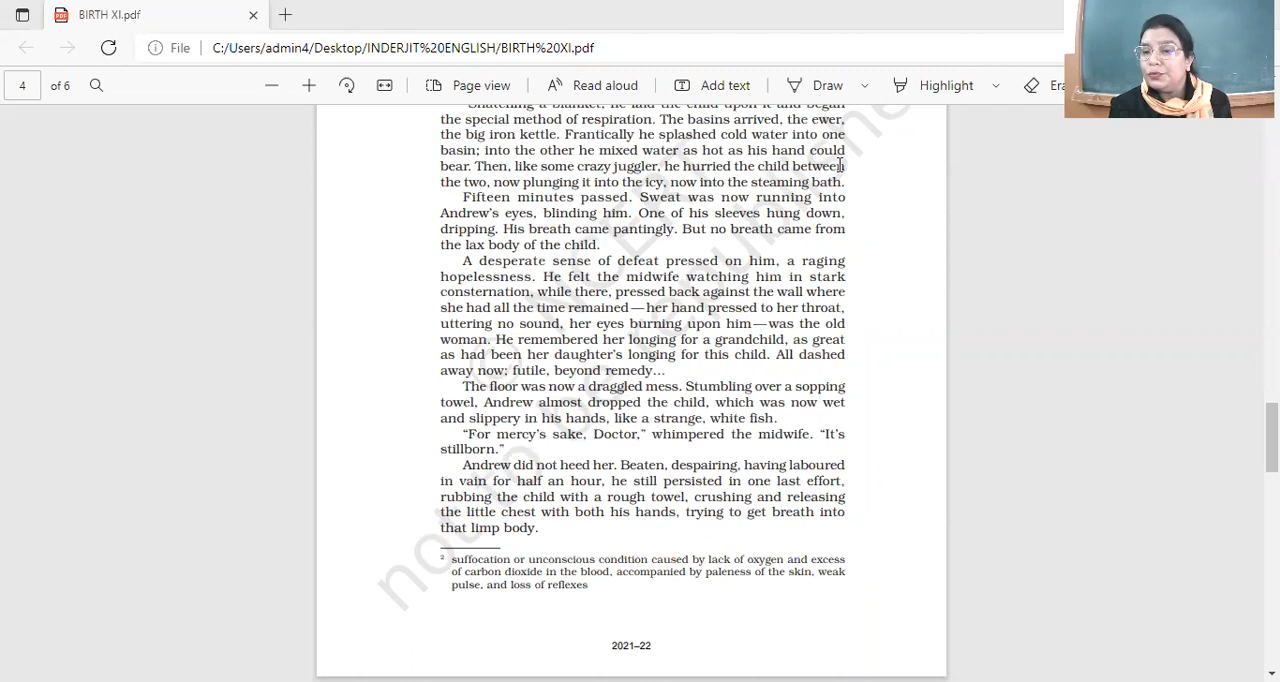 BIRTH XI.pdf
File
C:/Users/admin4/Desktop/INDERJIT%20ENGLISH/BIRTH%20XI.pdf
4 of 6
Page view
Read aloud
Add text
Draw
Highlight
Era
Snatching a blanket, he laid the child upon it and began
the special method of respiration. The basins arrived, the ewer,
the big iron kettle. Frantically he splashed cold water into one
basin; into the other he mixed water as hot as his hand could
bear. Then, like some crazy juggler, he hurried the child between
the two, now plunging it into the icy, now into the steaming bath.
Fifteen minutes passed. Sweat was now running into
Andrew's eyes, blinding him. One of his sleeves hung down,
dripping. His breath came pantingly. But no breath came from
the lax body of the child.
A desperate sense of defeat pressed on him, a raging
hopelessness. He felt the midwife watching him in stark
consternation, while there, pressed back against the wall where
she had all the time remained—her hand pressed to her throat,
uttering no sound, her eyes burning upon him—was the old
woman. He remembered her longing for a grandchild, as great
as had been her daughter's longing for this child. All dashed
away now; futile, beyond remedy...
The floor was now a draggled mess. Stumbling over a sopping
towel, Andrew almost dropped the child, which was now wet
and slippery in his hands, like a strange, white fish.
"For mercy's sake, Doctor," whimpered the midwife. "It's
stillborn."
Andrew did not heed her. Beaten, despairing, having laboured
in vain for half an hour, he still persisted in one last effort,
rubbing the child with a rough towel, crushing and releasing
the little chest with both his hands, trying to get breath into
that limp body.
2 suffocation or unconscious condition caused by lack of oxygen and excess
of carbon dioxide in the blood, accompanied by paleness of the skin, weak
pulse, and loss of reflexes
2021–22
© NCERT
not to be republished